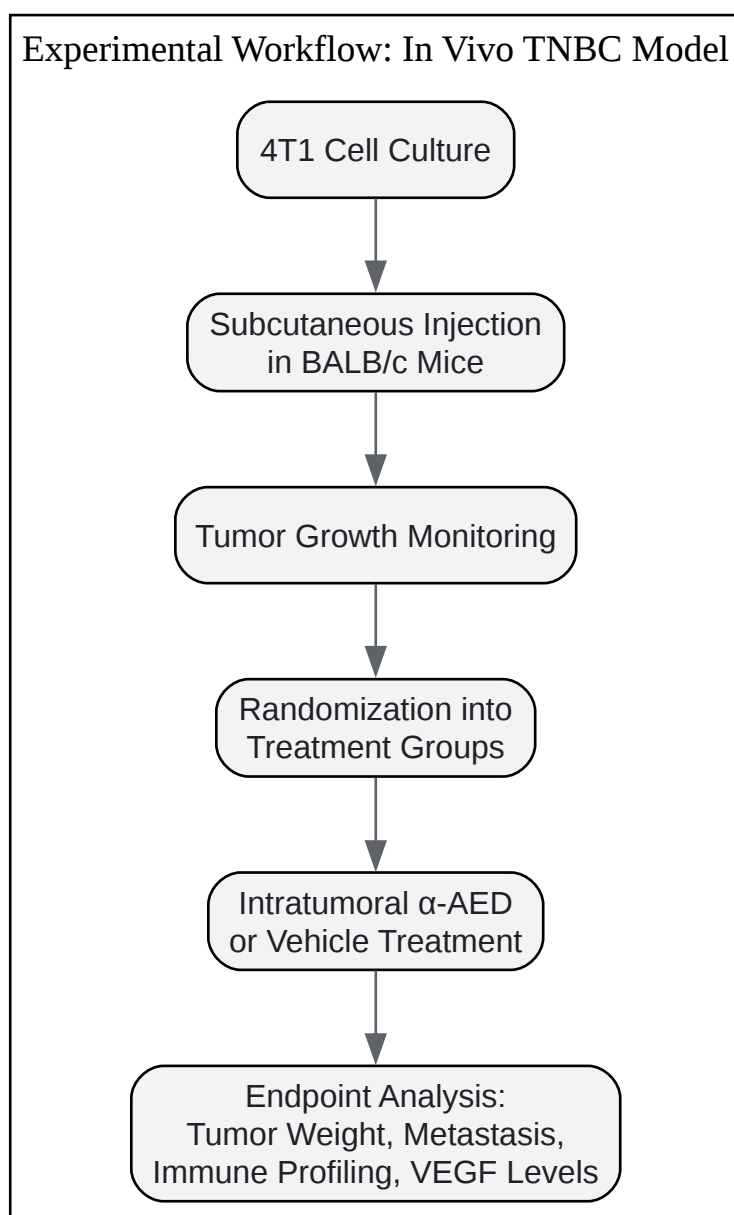 Experimental Workflow: In Vivo TNBC Model
4T1 Cell Culture
Subcutaneous Injection
in BALB/c Mice
Tumor Growth Monitoring
Randomization into
Treatment Groups
Intratumoral α-AED
or Vehicle Treatment
Endpoint Analysis:
Tumor Weight, Metastasis,
Immune Profiling, VEGF Levels